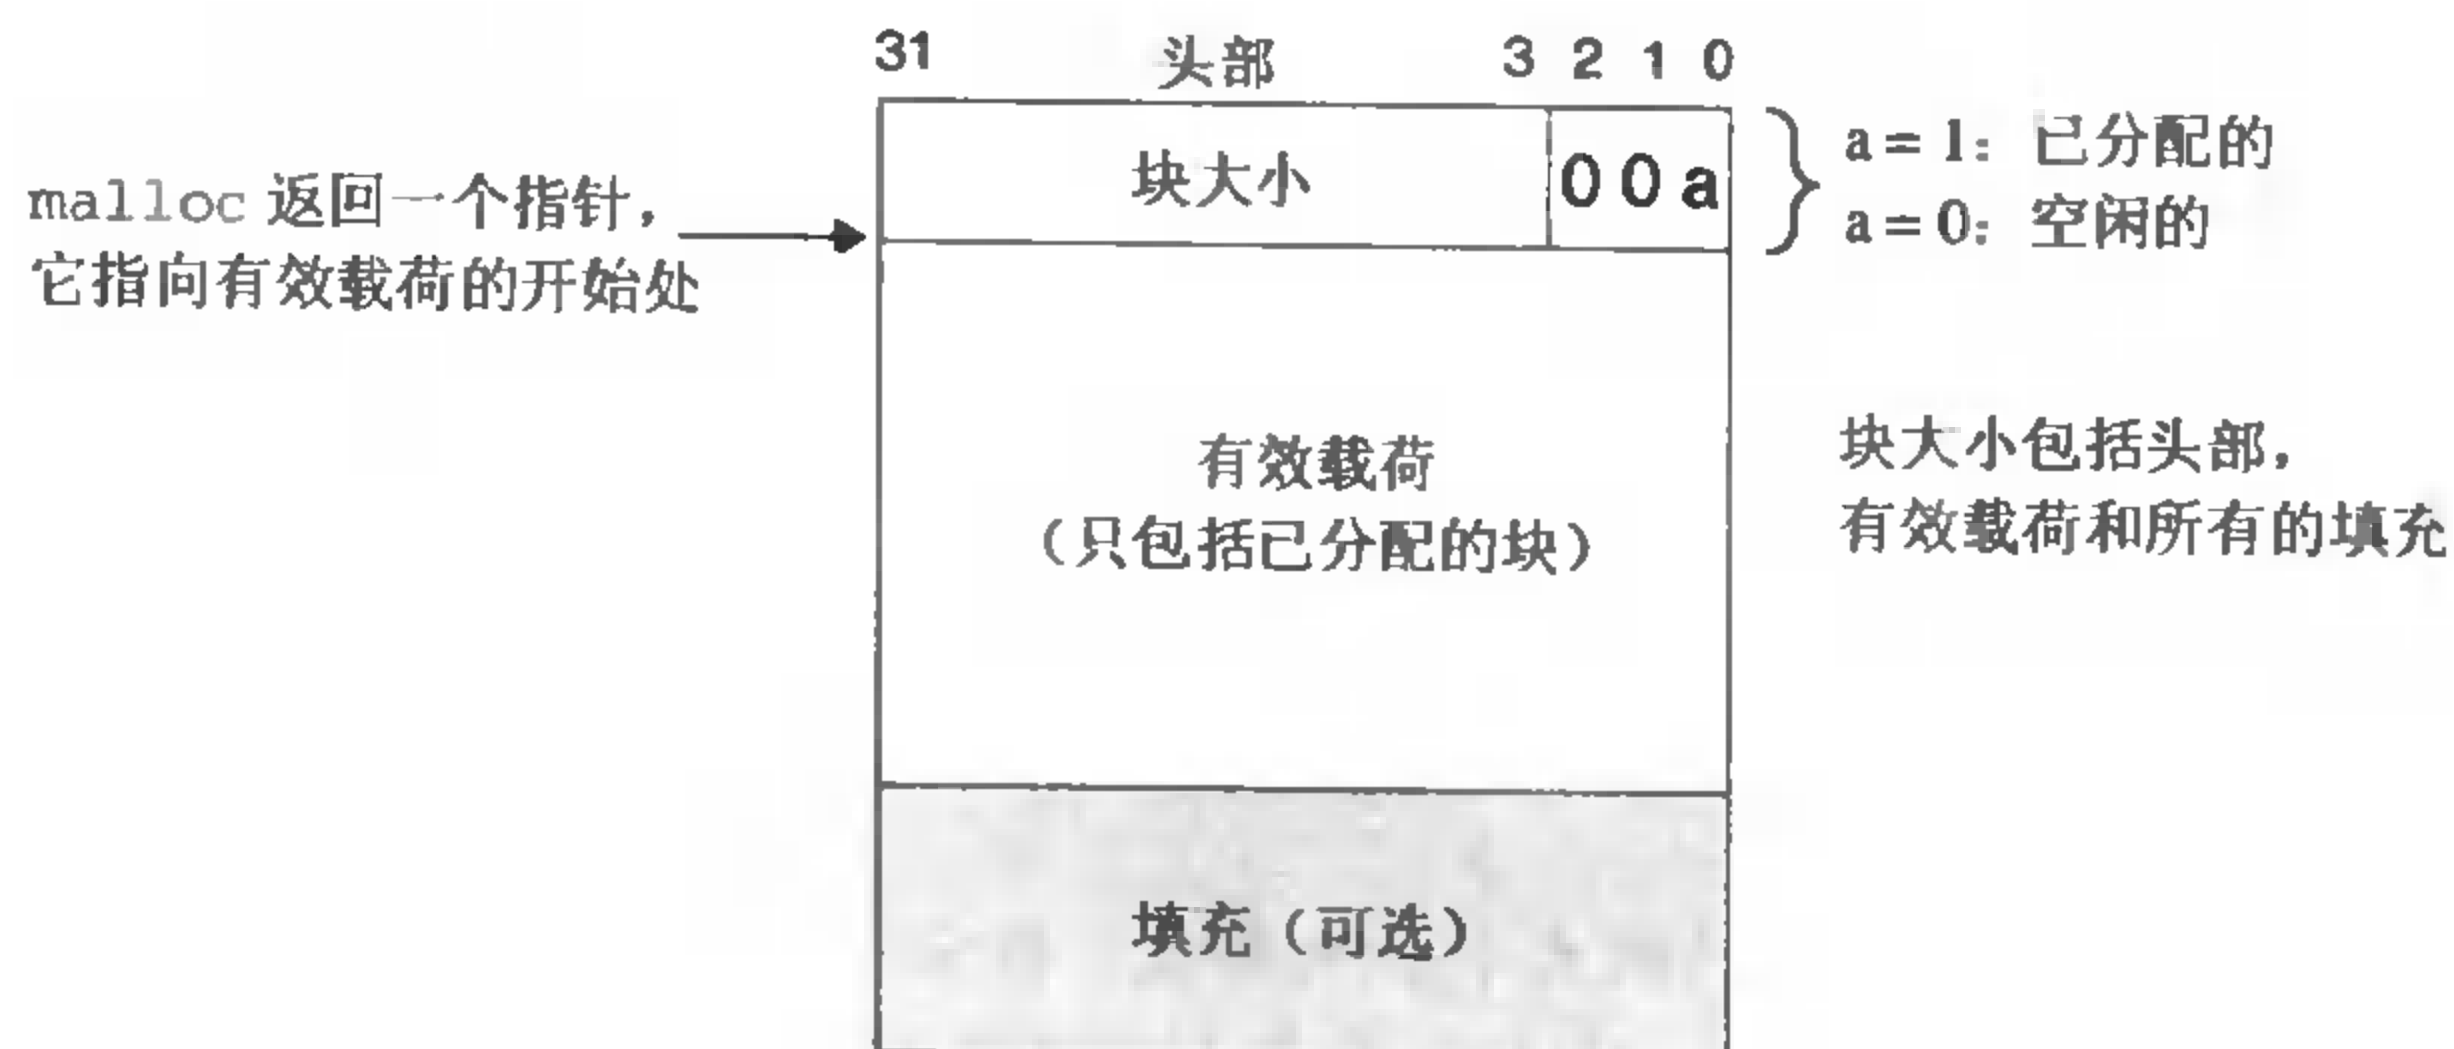 31 头部 3 2 1 0
块大小 0 0 a
a = 1: 已分配的
a = 0: 空闲的
malloc 返回一个指针，
它指向有效载荷的开始处
有效载荷
（只包括已分配的块）
块大小包括头部，
有效载荷和所有的填充
填充（可选）